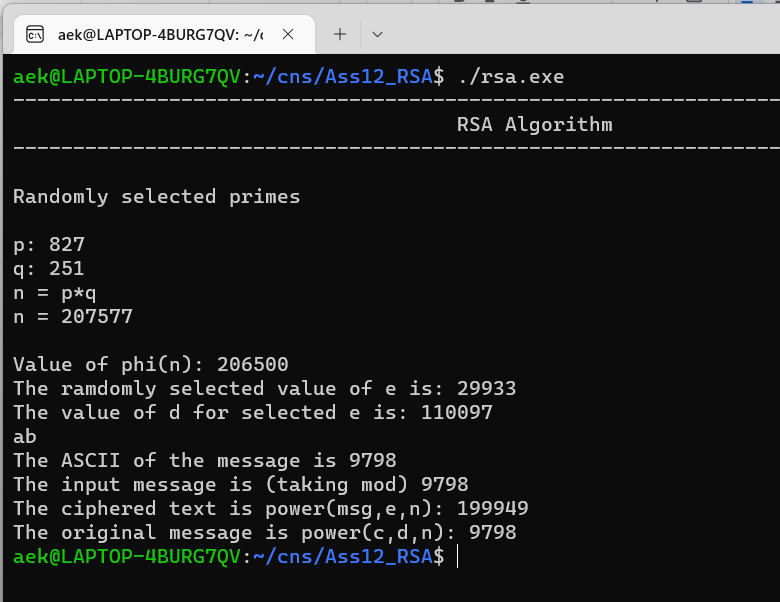 aek@LAPTOP-4BURG7QV: ~/c
aek@LAPTOP-4BURG7QV:~/cns/Ass12_RSA$ ./rsa.exe
----------------------------------------------------------------
RSA Algorithm
----------------------------------------------------------------
Randomly selected primes
p: 827
q: 251
n = p*q
n = 207577
Value of phi(n): 206500
The ramdomly selected value of e is: 29933
The value of d for selected e is: 110097
ab
The ASCII of the message is 9798
The input message is (taking mod) 9798
The ciphered text is power(msg,e,n): 199949
The original message is power(c,d,n): 9798
aek@LAPTOP-4BURG7QV:~/cns/Ass12_RSA$